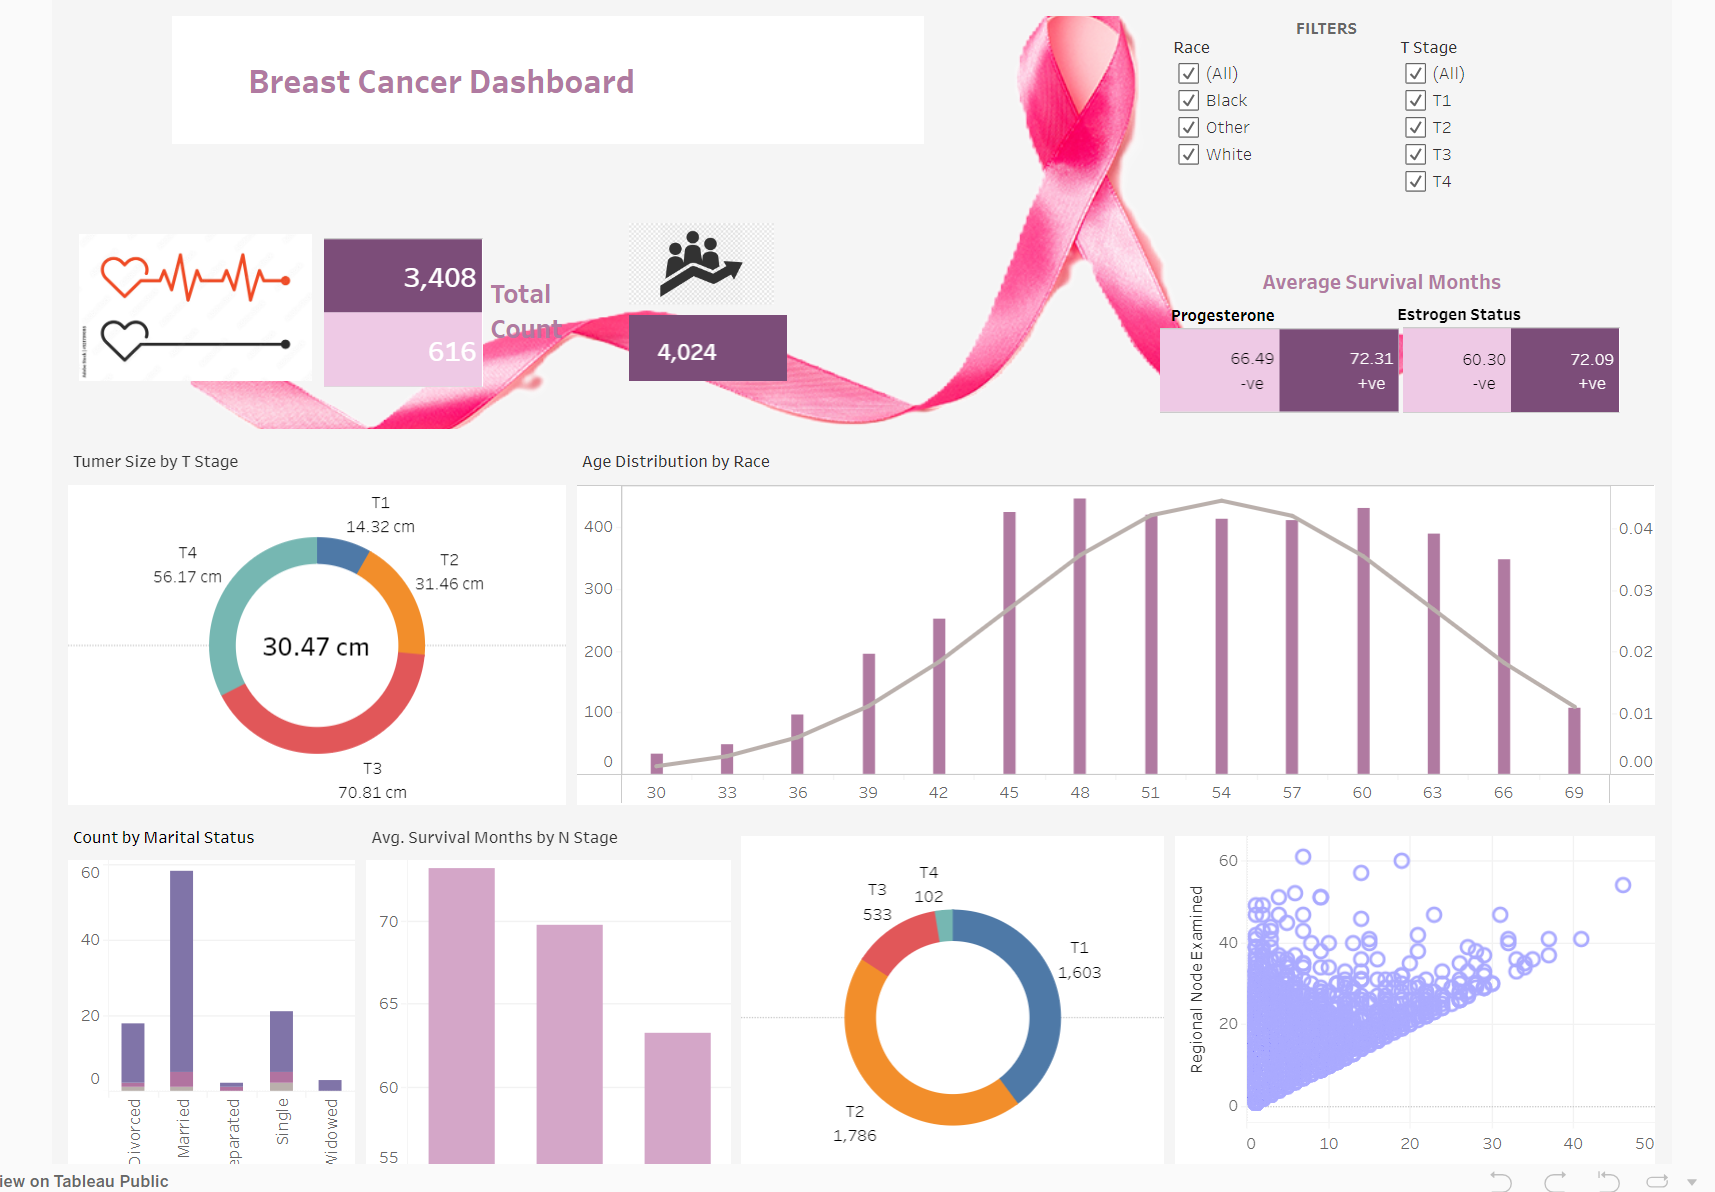 Breast Cancer Dashboard
FILTERS
Race
(All)
Black
Other
White
T Stage
(All)
T1
T2
T3
T4
3,408
616
Total
Count
4,024
Average Survival Months
Progesterone
Estrogen Status
66.49
-ve
72.31
+ve
60.30
-ve
72.09
+ve
Tumer Size by T Stage
T1
14.32 cm
T2
31.46 cm
T4
56.17 cm
30.47 cm
T3
70.81 cm
Age Distribution by Race
400
300
200
100
0
0.04
0.03
0.02
0.01
0.00
30 33 36 39 42 45 48 51 54 57 60 63 66 69
Count by Marital Status
60
40
20
0
Divorced
Married
eparated
Single
Widowed
Avg. Survival Months by N Stage
70
65
60
55
T4
102
T3
533
T1
1,603
T2
1,786
Regional Node Examined
60
40
20
0
0 10 20 30 40 50
iew on Tableau Public